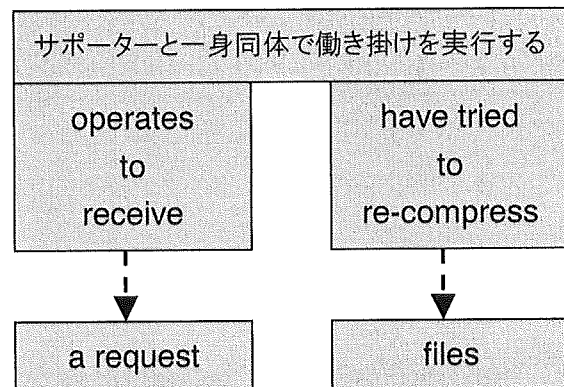 サポーターと一身同体で働き掛けを実行する
operates
to
receive
have tried
to
re-compress
a request
files